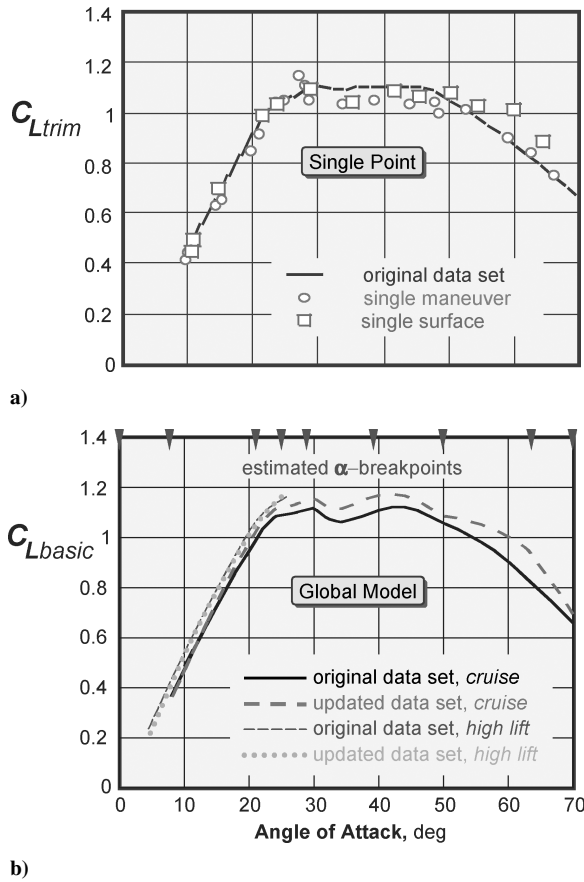 1.4
1.2
1
0.8
0.6
0.4
0.2
0
CLtrim
Single Point
original data set
single maneuver
single surface
a)
1.4
1.2
1
0.8
0.6
0.4
0.2
0
CLbasic
estimated α–breakpoints
Global Model
original data set, cruise
updated data set, cruise
original data set, high lift
updated data set, high lift
0 10 20 30 40 50 60 70
Angle of Attack, deg
b)